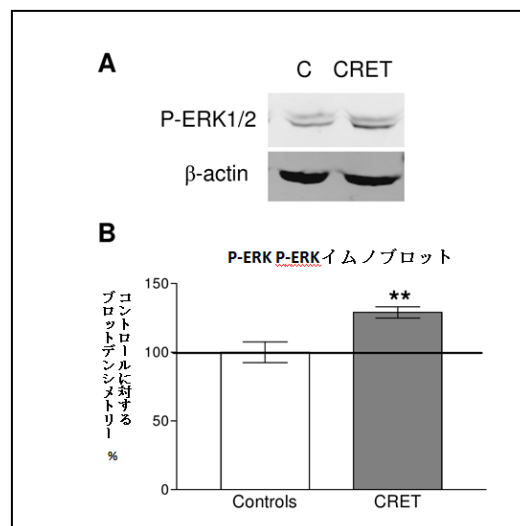 A
C CRET
P-ERK1/2
β-actin
B
P-ERK P-ERKイムノブロット
コントロールに対する
ブロットデンシメトリー
%
150
**
100
50
0
Controls CRET